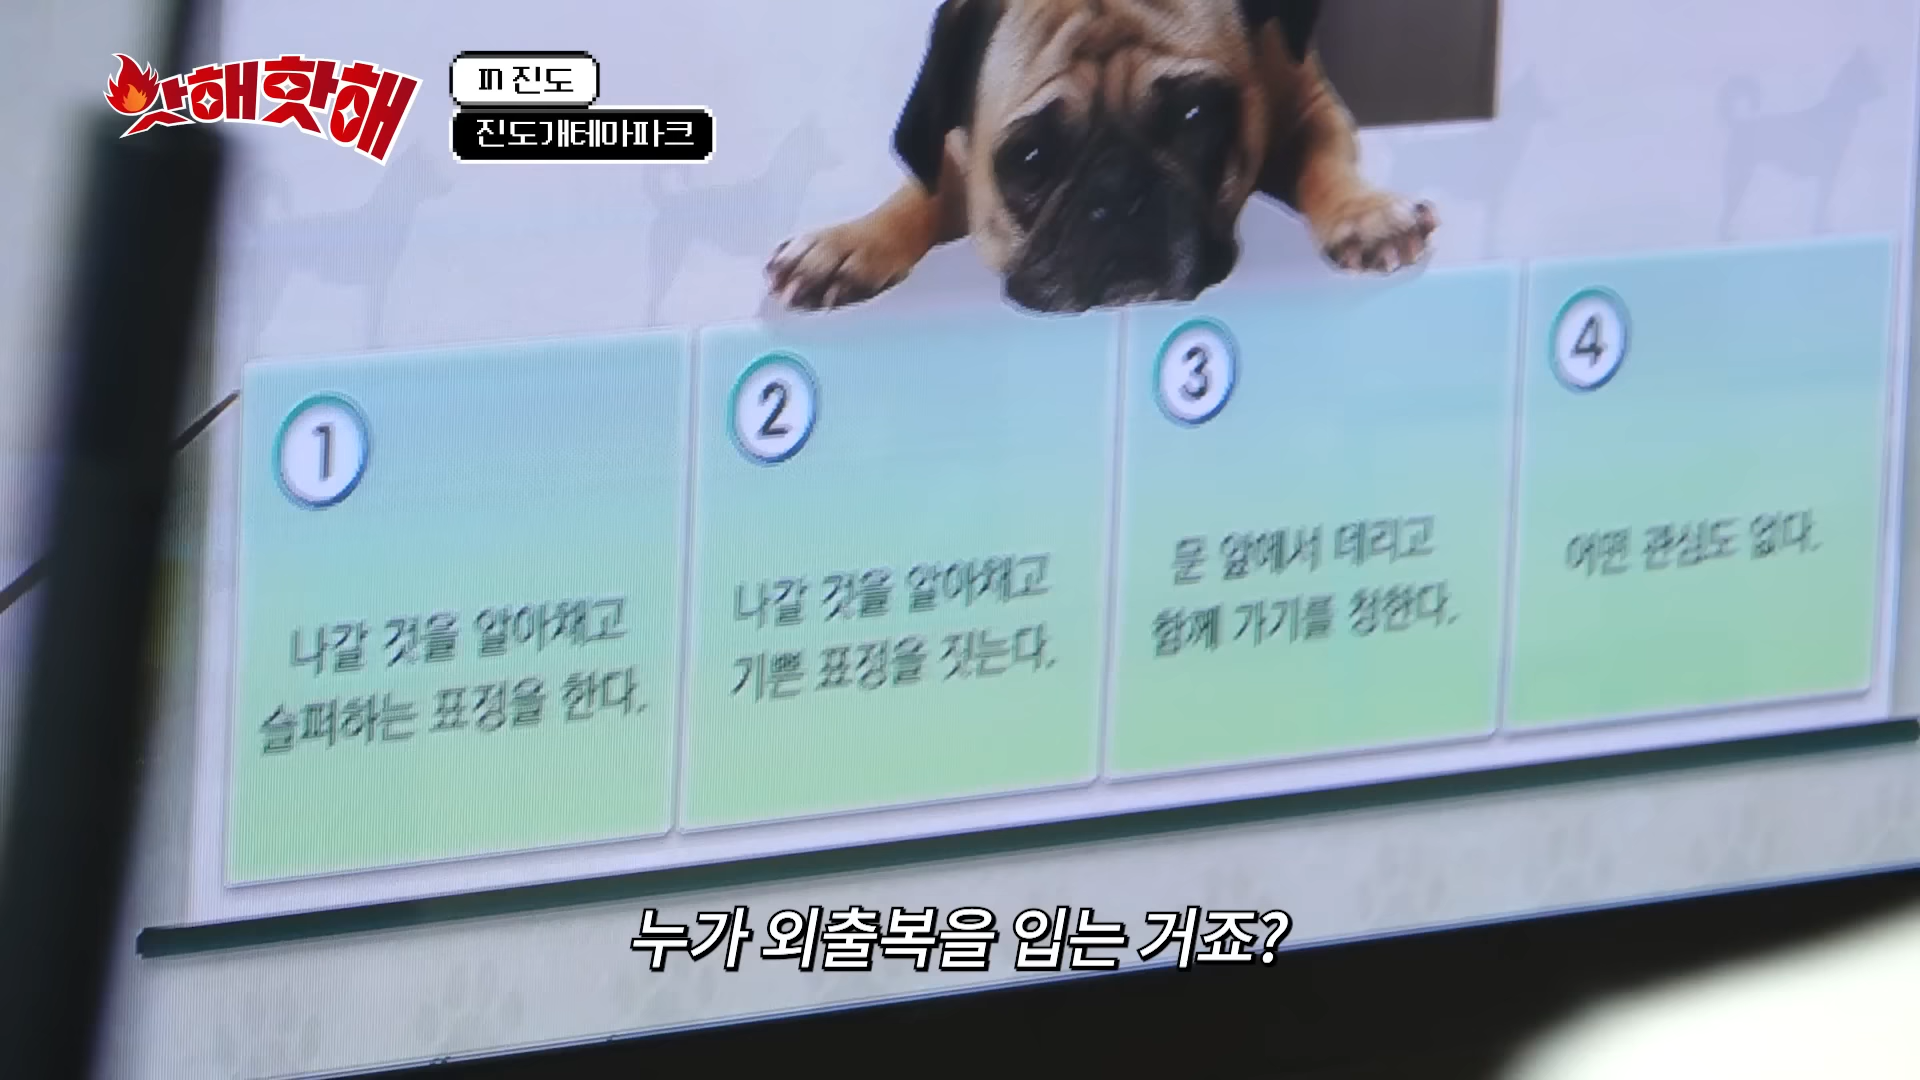 핫해핫해
in 진도
진도개테마파크
1
나갈 것을 알아채고
슬퍼하는 표정을 한다.
2
나갈 것을 알아채고
기쁜 표정을 짓는다.
3
문 앞에서 데리고
함께 가기를 청한다.
4
어떤 관심도 없다.
누가 외출복을 입는 거죠?